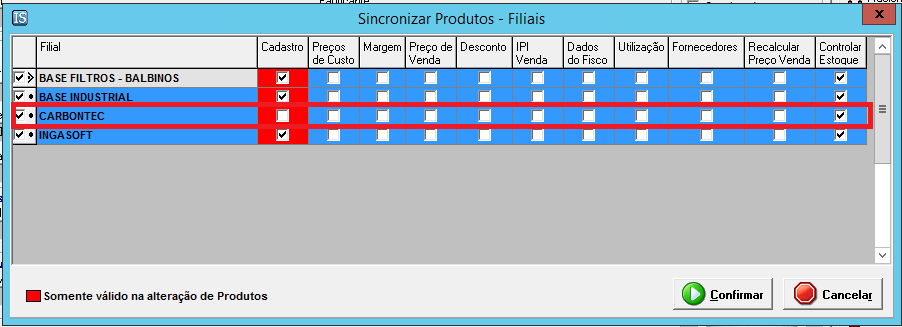 IS
Sincronizar Produtos - Filiais
x
Filial Cadastro Preços de Custo Margem Preço de Venda Desconto IPI Venda Dados do Fisco Utilização Fornecedores Recalcular Preço Venda Controlar Estoque
BASE FILTROS - BALBINOS
BASE INDUSTRIAL
CARBONTEC
INGASOFT
Somente válido na alteração de Produtos
Confirmar
Cancelar